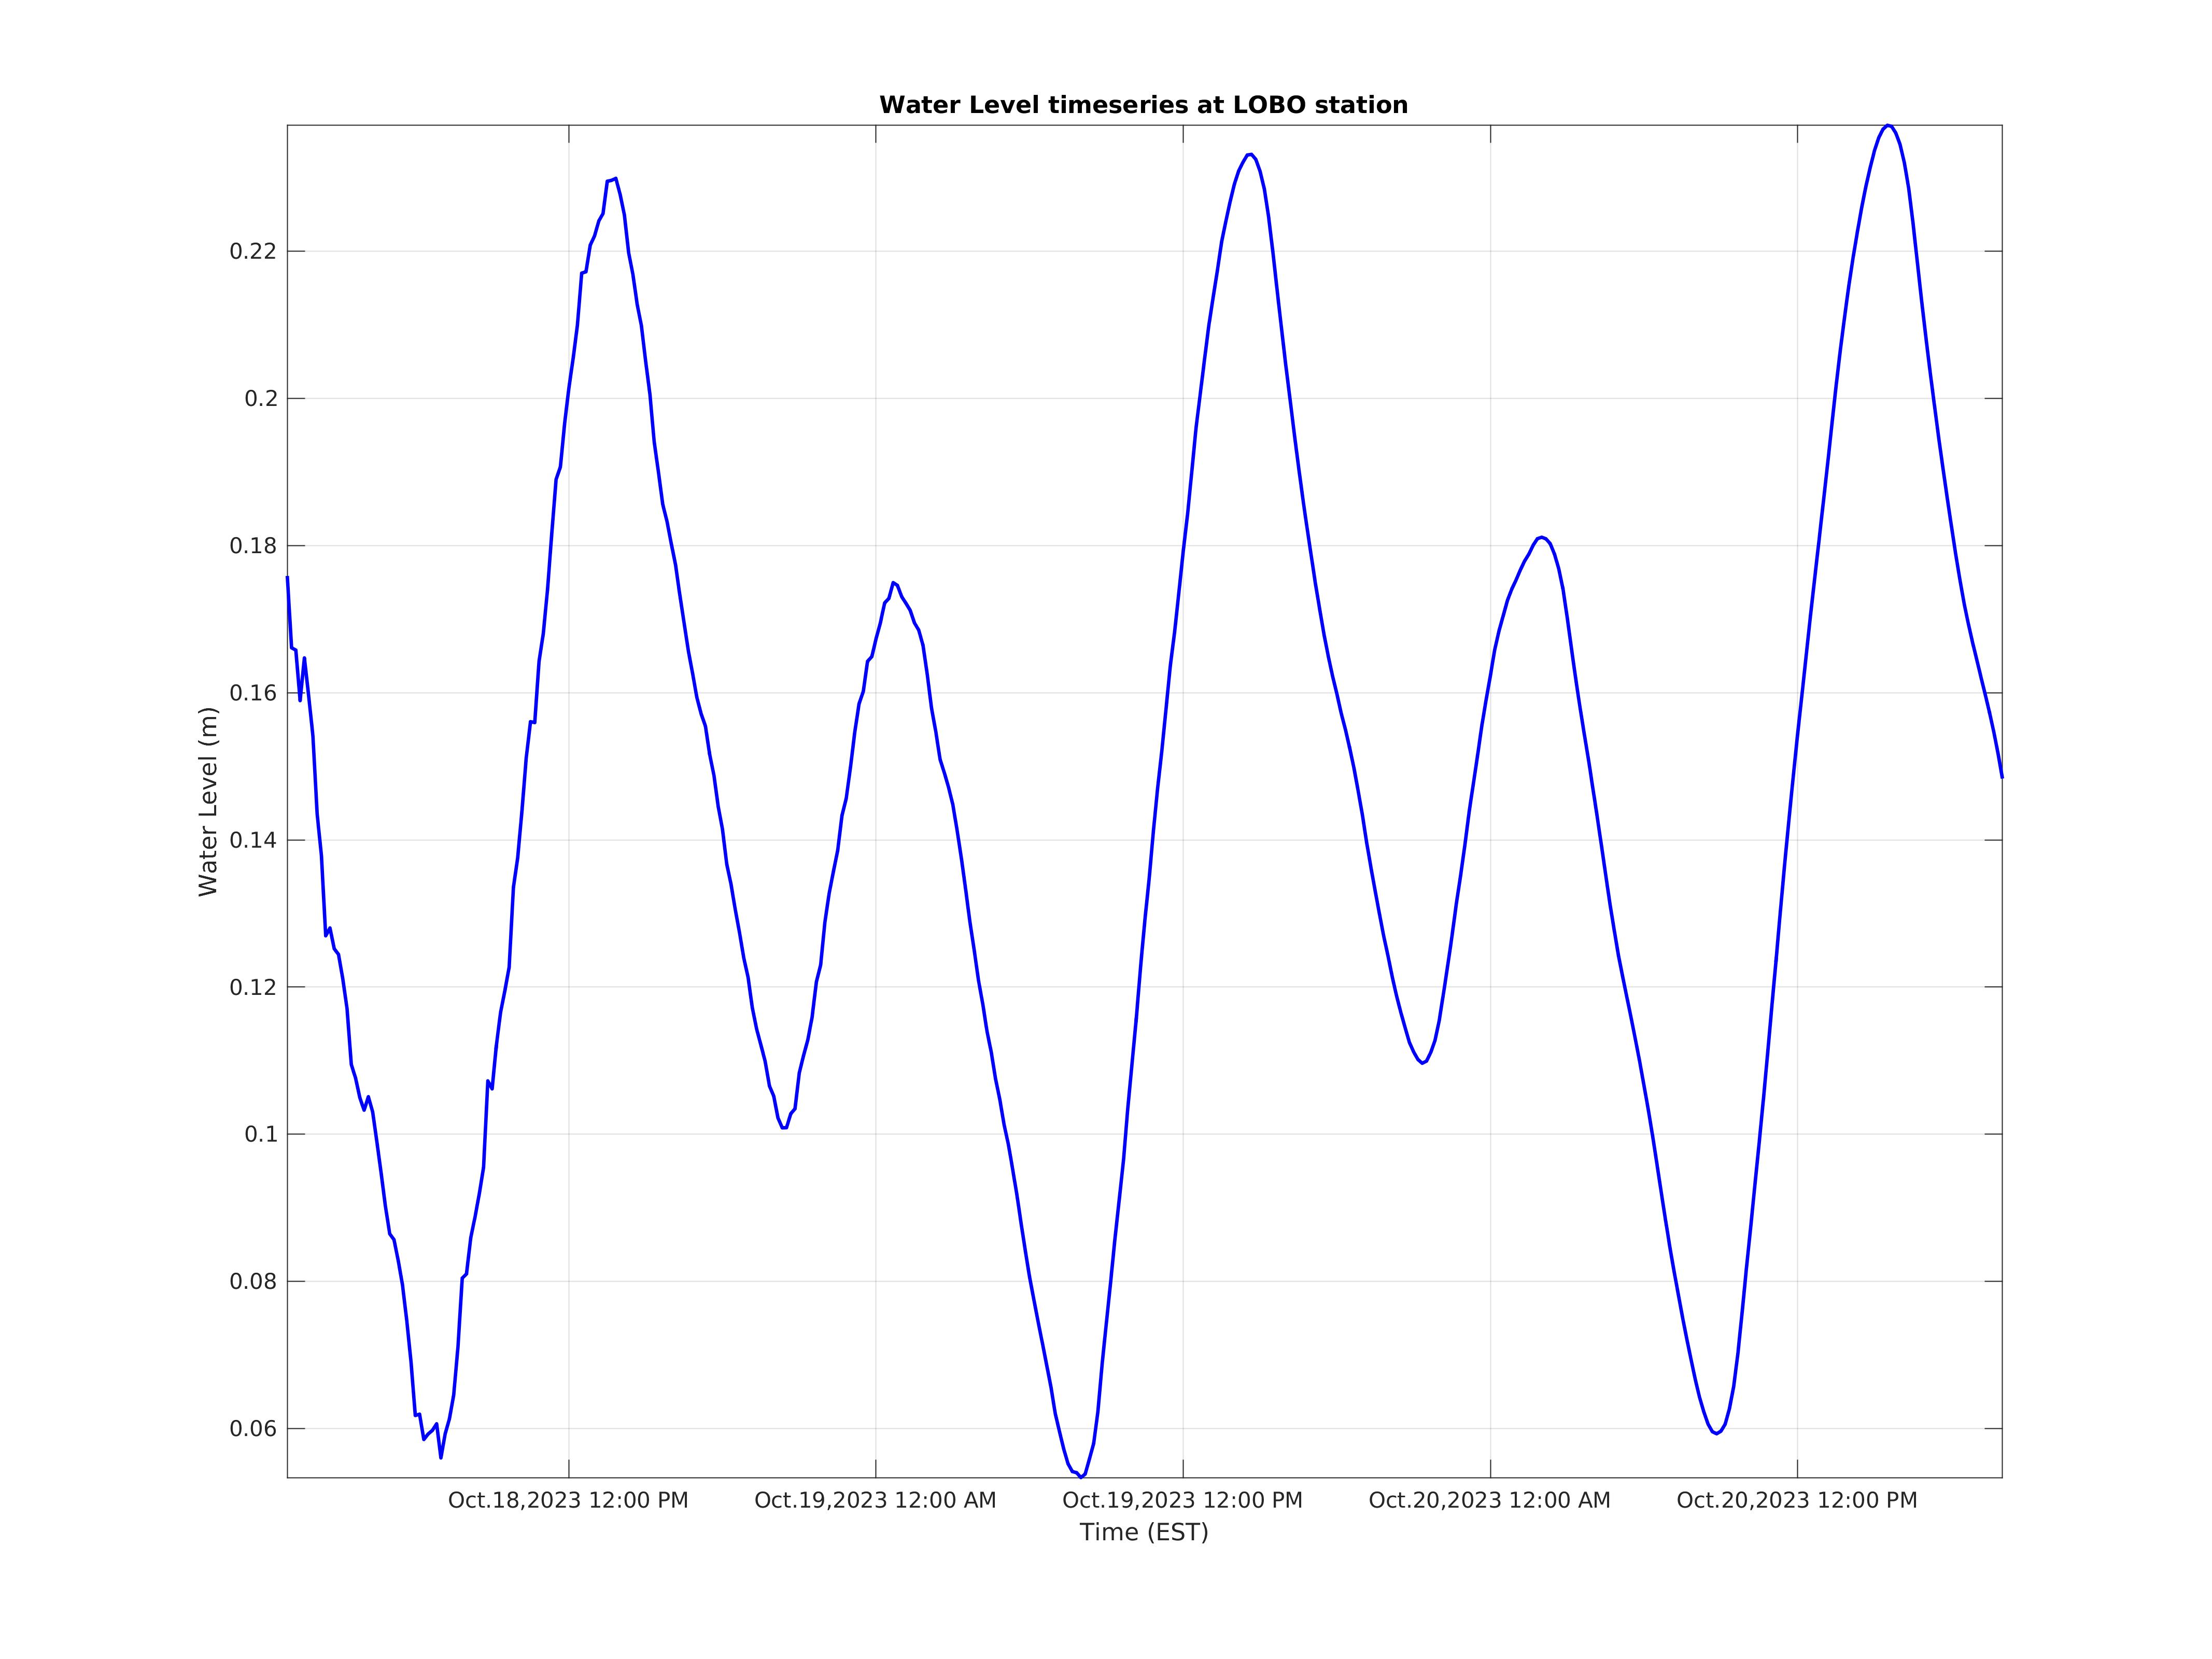 Water Level timeseries at LOBO station
0.22
0.2
0.18
0.16
0.14
0.12
0.1
0.08
0.06
Water Level (m)
Oct.18,2023 12:00 PM
Oct.19,2023 12:00 AM
Oct.19,2023 12:00 PM
Oct.20,2023 12:00 AM
Oct.20,2023 12:00 PM
Time (EST)